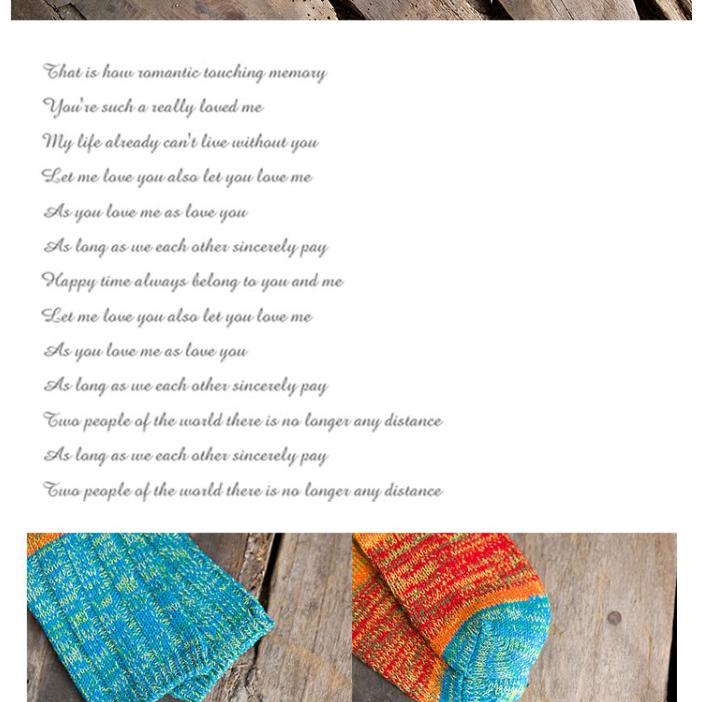 That is how romantic touching memory
You're such a really loved me
My life already can't live without you
Let me love you also let you love me
As you love me as love you
As long as we each other sincerely pay
Happy time always belong to you and me
Let me love you also let you love me
As you love me as love you
As long as we each other sincerely pay
Two people of the world there is no longer any distance
As long as we each other sincerely pay
Two people of the world there is no longer any distance